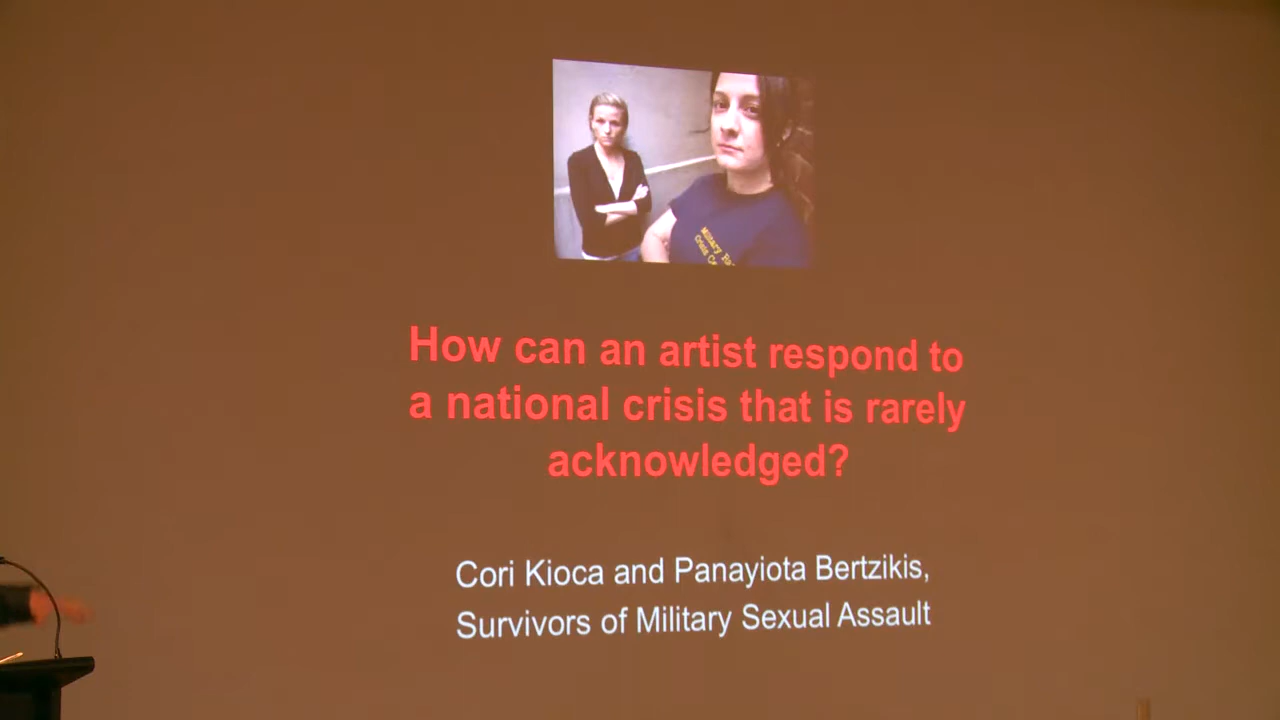 Military
How can an artist respond to
a national crisis that is rarely
acknowledged?
Cori Kioca and Panayiota Bertzikis,
Survivors of Military Sexual Assault